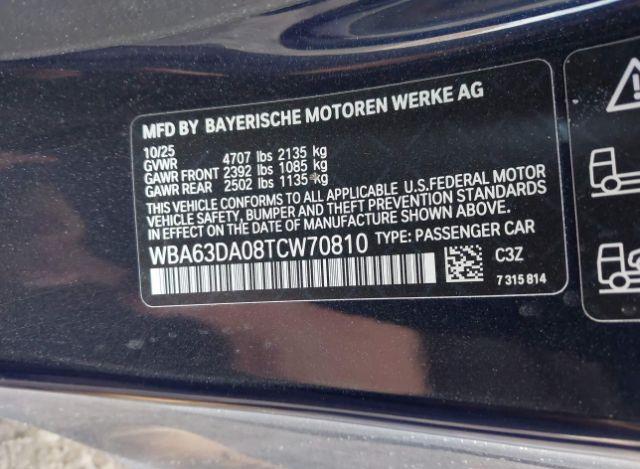 MFD BY BAYERISCHE MOTOREN WERKE AG
10/25
GVWR 4707 lbs 2135 kg
GAWR FRONT 2392 lbs 1085 kg
GAWR REAR 2502 lbs 1135 kg
THIS VEHICLE CONFORMS TO ALL APPLICABLE U.S.FEDERAL MOTOR
VEHICLE SAFETY, BUMPER AND THEFT PREVENTION STANDARDS
IN EFFECT ON THE DATE OF MANUFACTURE SHOWN ABOVE.
WBA63DA08TCW70810 TYPE: PASSENGER CAR
C3Z
7 315 814